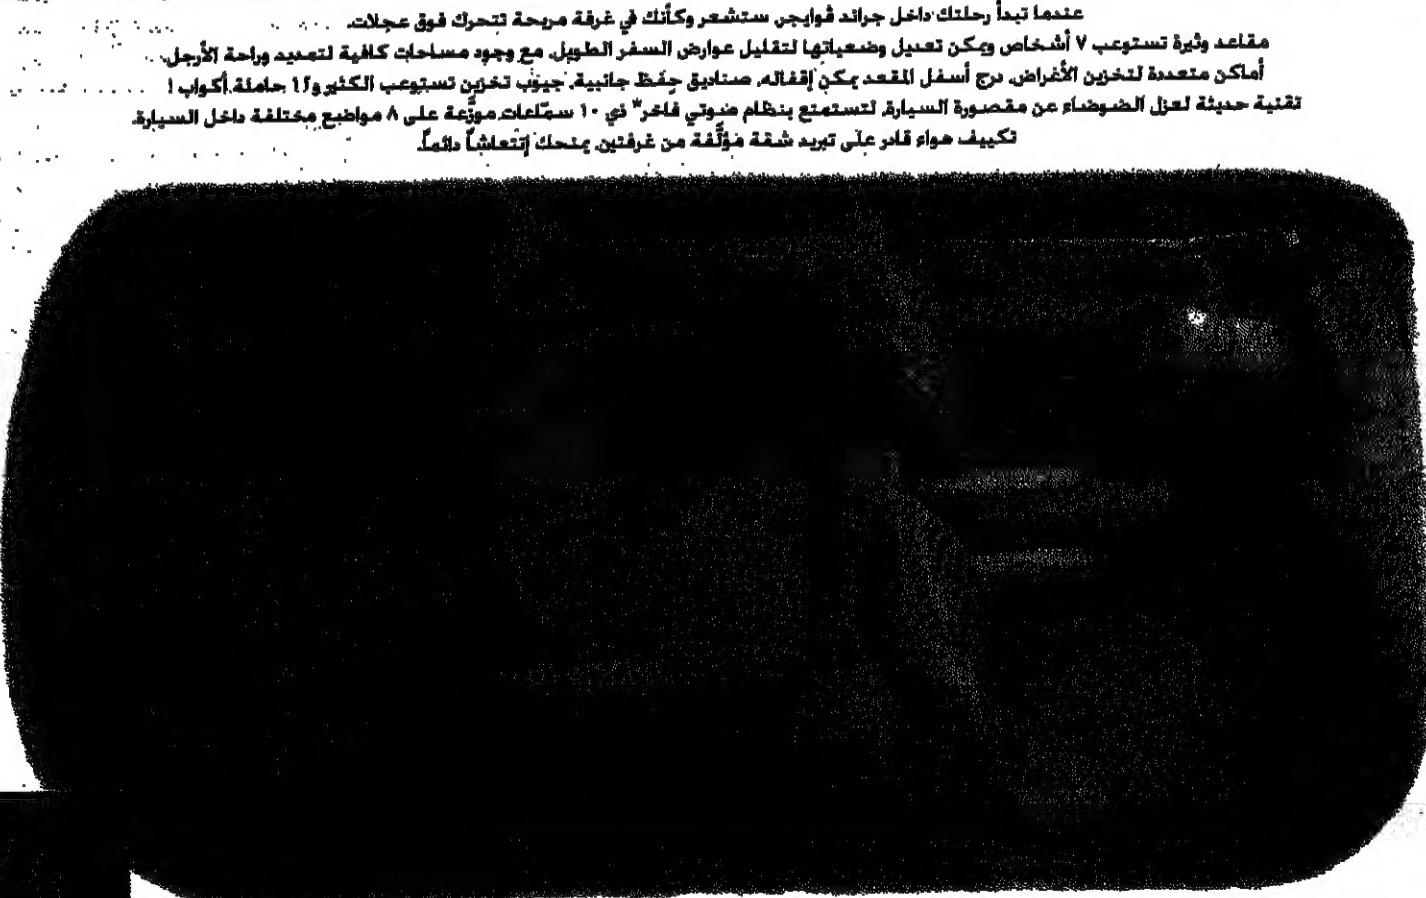 عندما تبدأ رحلتك داخل جراند ڤوايجر، ستشعر وكأنك في غرفة مريحة تتحرك فوق عجلات.
مقاعد وثيرة تستوعب ٧ أشخاص ويمكن تعديل وضعياتها لتقليل عوارض السفر الطويل، مع وجود مساحات كافية لتمديد وراحة الأرجل.
أماكن متعددة لتخزين الأغراض، درج أسفل المقعد يمكن إقفاله، صناديق حِفظ جانبية، جيوب تخزين تستوعب الكثير و١٦ حاملة أكواب !
تقنية حديثة لعزل الضوضاء عن مقصورة السيارة، لتستمتع بنظام صوتي فاخر* ذي ١٠ سمّاعات موزَّعة على ٨ مواضيع مختلفة داخل السيارة.
تكييف هواء قادر على تبريد شقة مؤلَّفة من غرفتين، يمنحك إنتعاشاً دائماً.